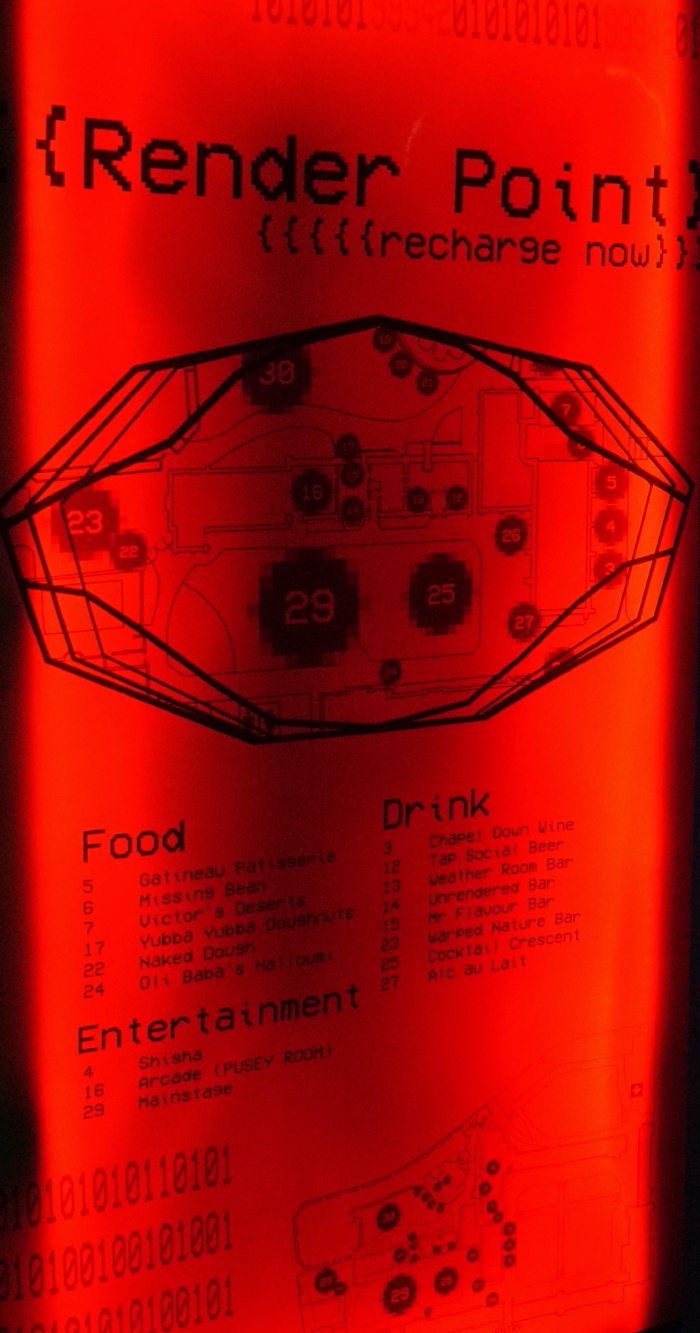 {Render Point}
{{{{{recharge now}}}
30
23
22
16
29
25
26
27
7
5
4
3
Food
5 Gatineau Patisserie
6 Missing Bean
7 Victor's Deserts
17 Yubba Yubba Doughnuts
22 Naked Dough
24 Oli Baba's Halloumi
Drink
3 Chapel Down Wine
12 Tap Social Beer
13 Weather Room Bar
14 Unrendered Bar
15 Mr Flavour Bar
23 Warped Nature Bar
25 Cocktail Crescent
27 Alc au Lait
Entertainment
4 Shisha
16 Arcade (PUSEY ROOM)
29 Mainstage
29